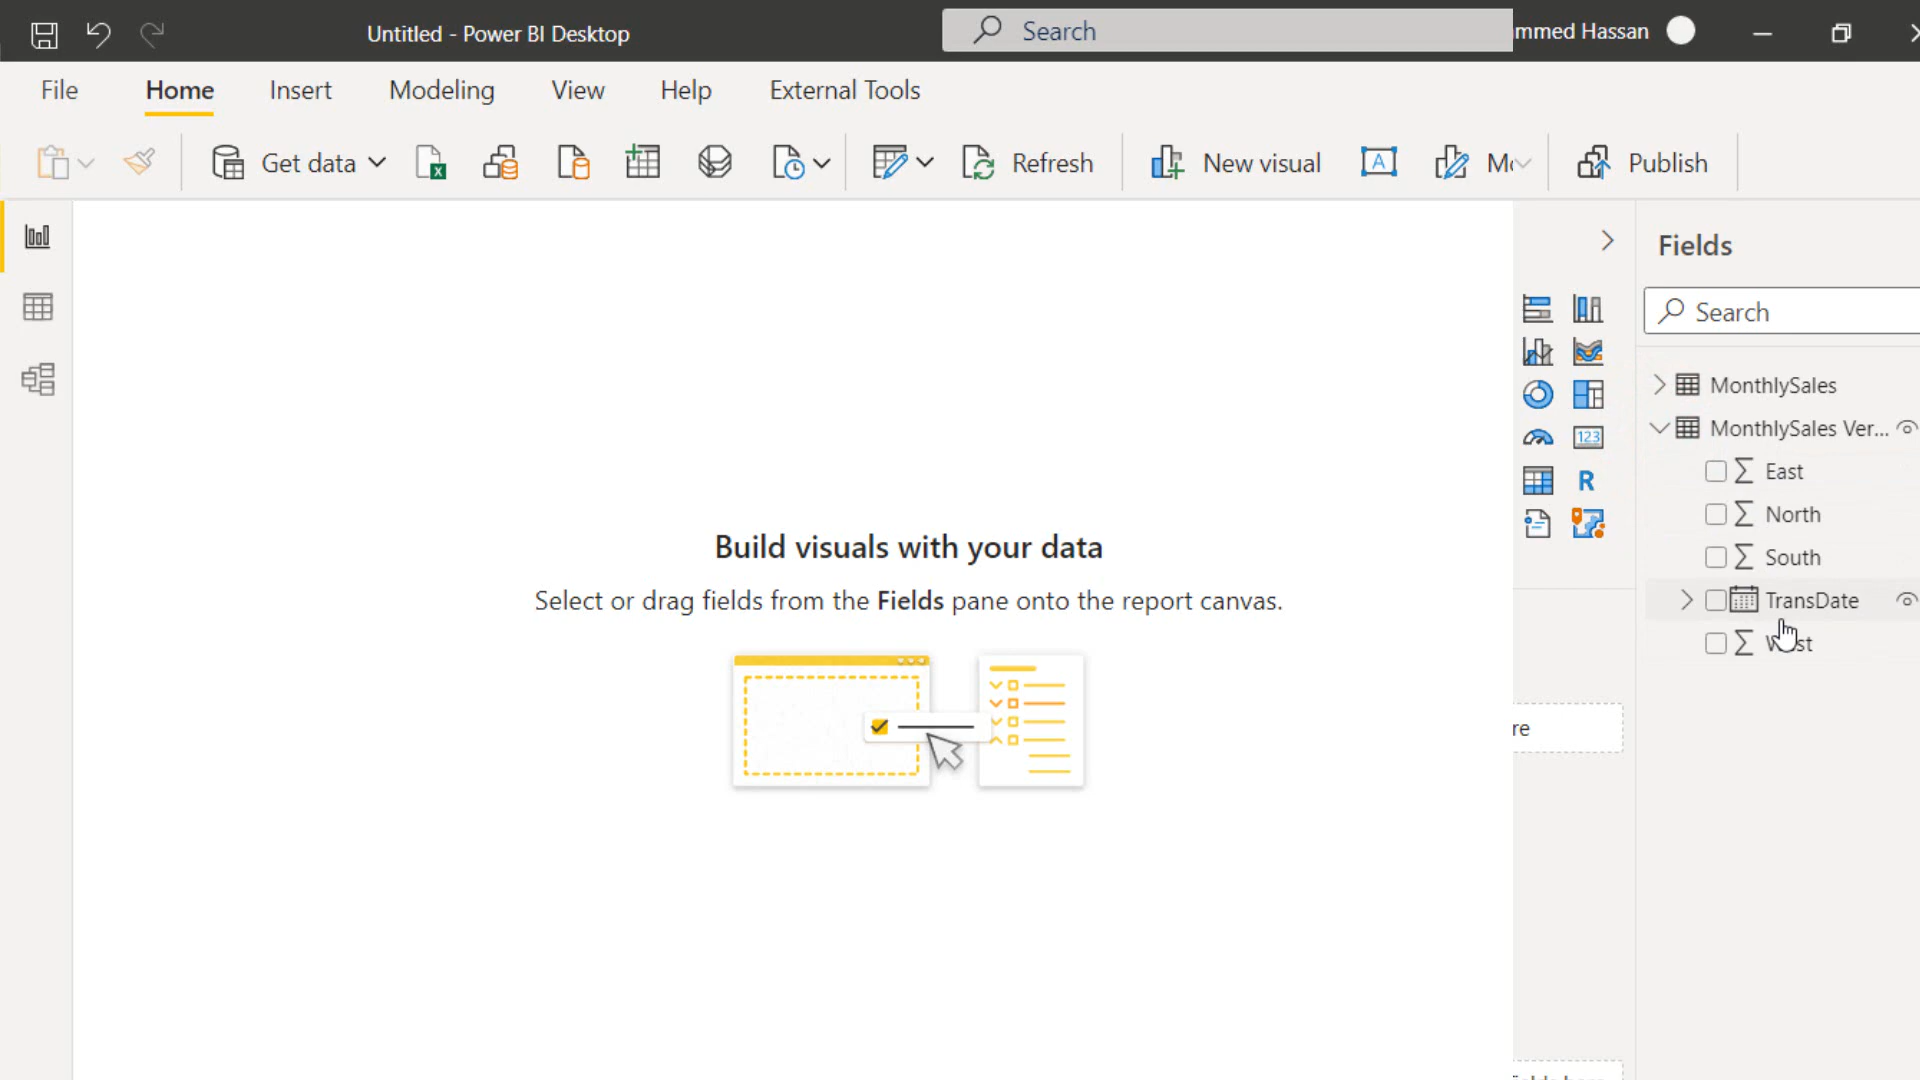 Untitled - Power BI Desktop
Search
mmed Hassan
File Home Insert Modeling View Help External Tools
Get data Refresh New visual A Publish
Fields
Search
MonthlySales
MonthlySales Ver...
123
East
R
North
South
TransDate
Build visuals with your data
Select or drag fields from the Fields pane onto the report canvas.
re